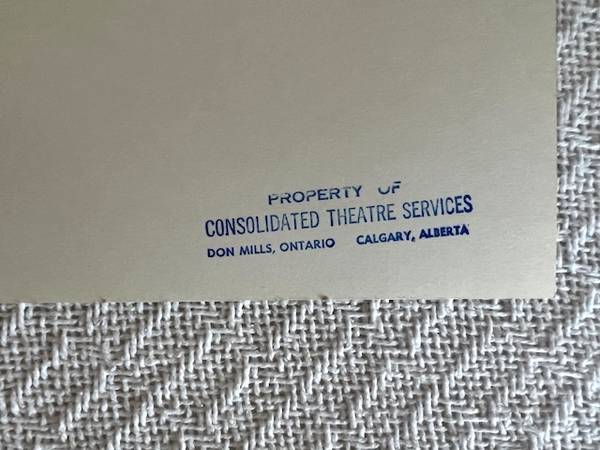 PROPERTY OF
CONSOLIDATED THEATRE SERVICES
DON MILLS, ONTARIO CALGARY, ALBERTA